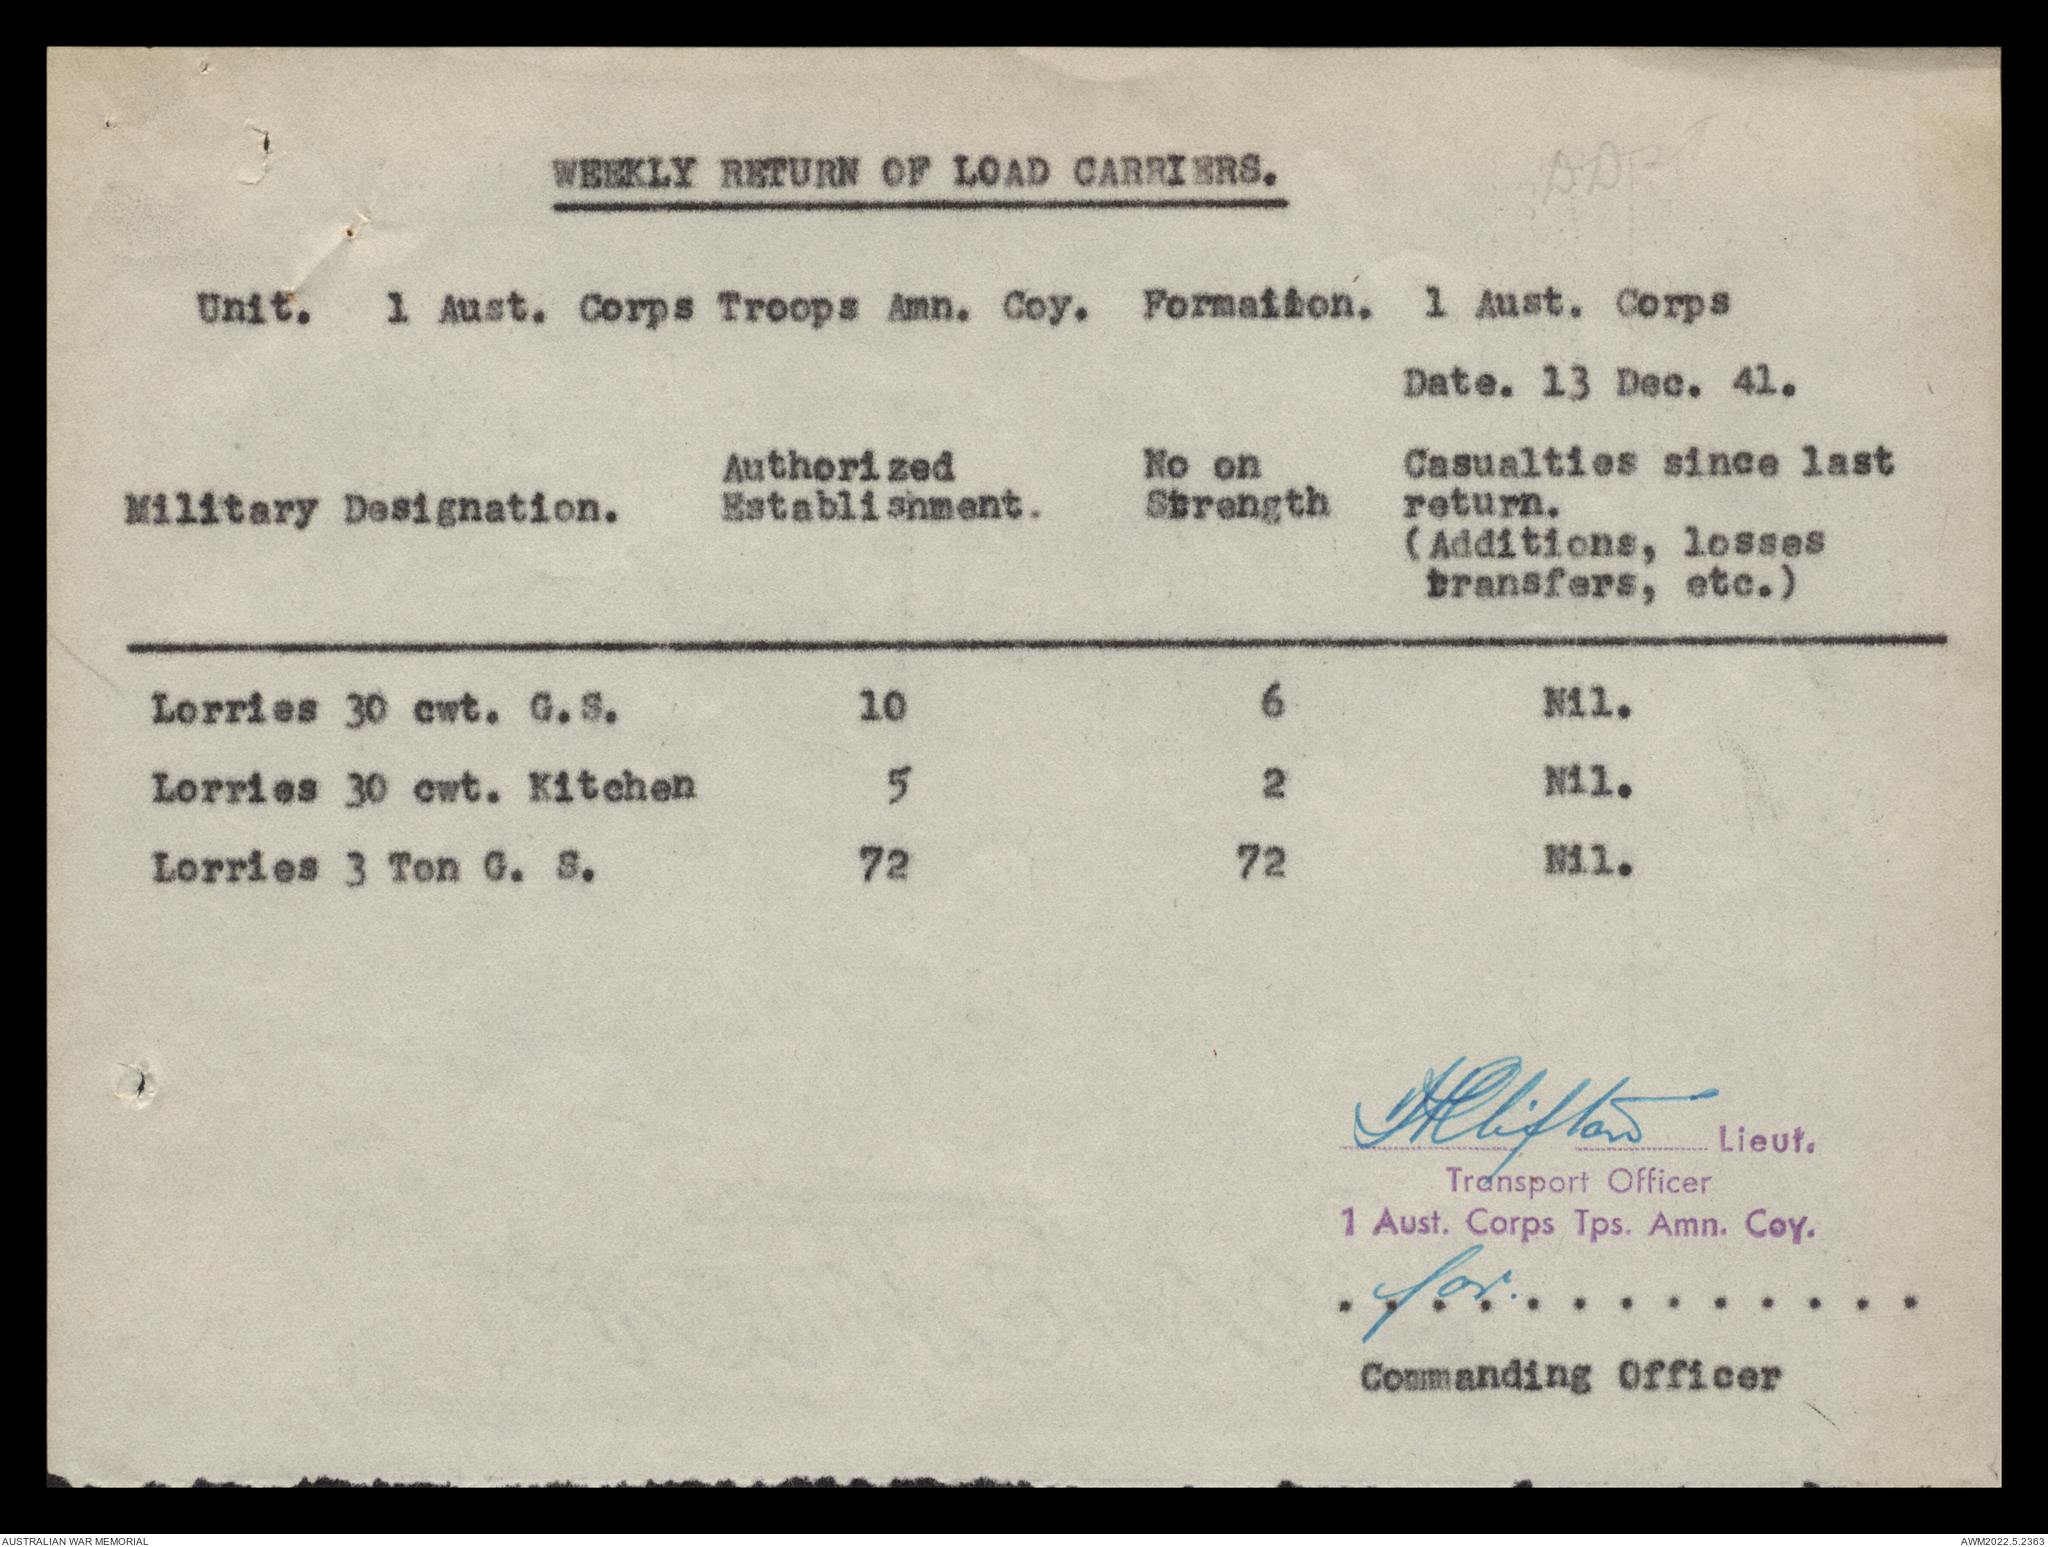 WEEKLY RETURN OF LOAD CARRIERS.
Unit. 1 Aust. Corps Troops Amn. Coy. Formation. 1 Aust. Corps
Date. 13 Dec. 41.
Military Designation. Authorized Establishment. No on Strength Casualties since last
return.
(Additions, losses
transfers, etc.)
Lorries 30 cwt. G.S. 10 6 Nil.
Lorries 30 cwt. Kitchen 5 2 Nil.
Lorries 3 Ton G. S. 72 72 Nil.
Clifton Lieut.
Transport Officer
1 Aust. Corps Tps. Amn. Coy.
for.
Commanding Officer
AUSTRALIAN WAR MEMORIAL AWM2022.5.2363